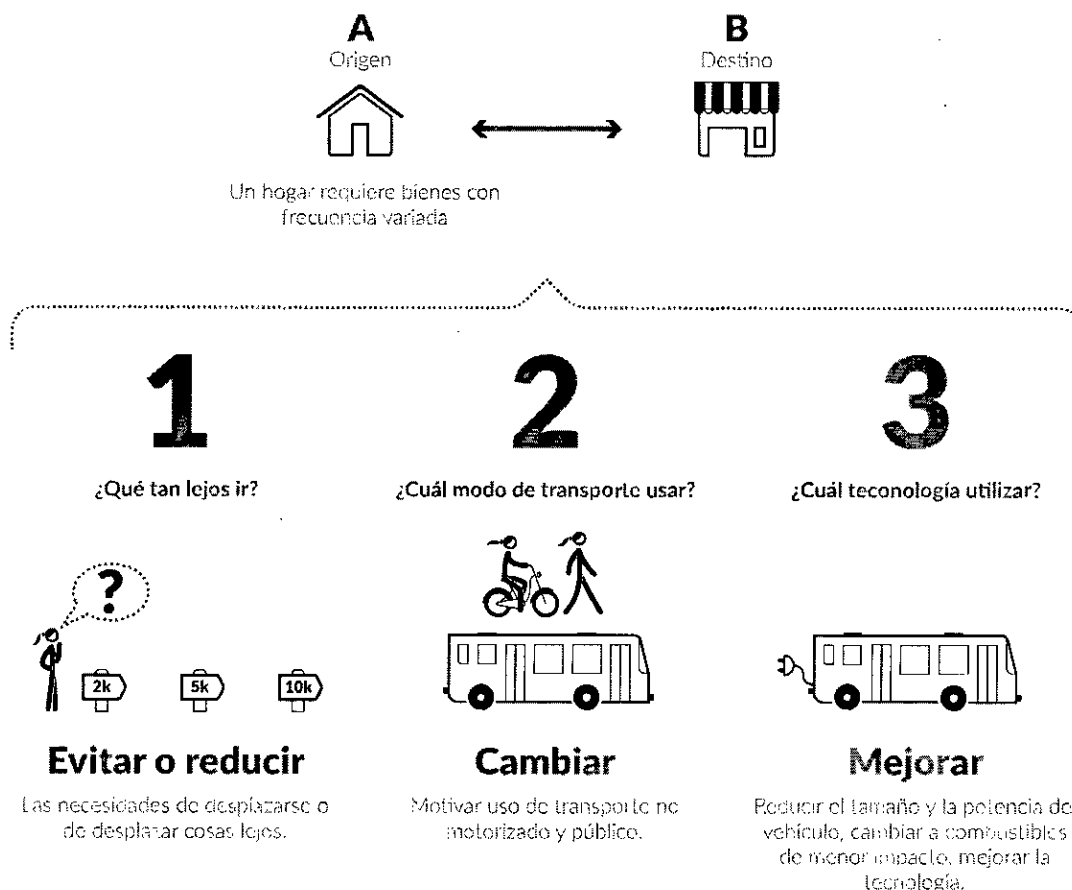 A
Origen
B
Destino
Un hogar requiere bienes con
frecuencia variada
1
2
3
¿Qué tan lejos ir?
¿Cuál modo de transporte usar?
¿Cuál teconología utilizar?
?
2k
5k
10k
Evitar o reducir
Cambiar
Mejorar
Las necesidades de desplazarse o
de desplazar cosas lejos.
Motivar uso de transporte no
motorizado y público.
Reducir el tamaño y la potencia de
vehículo, cambiar a combustibles
de menor impacto, mejorar la
tecnología.